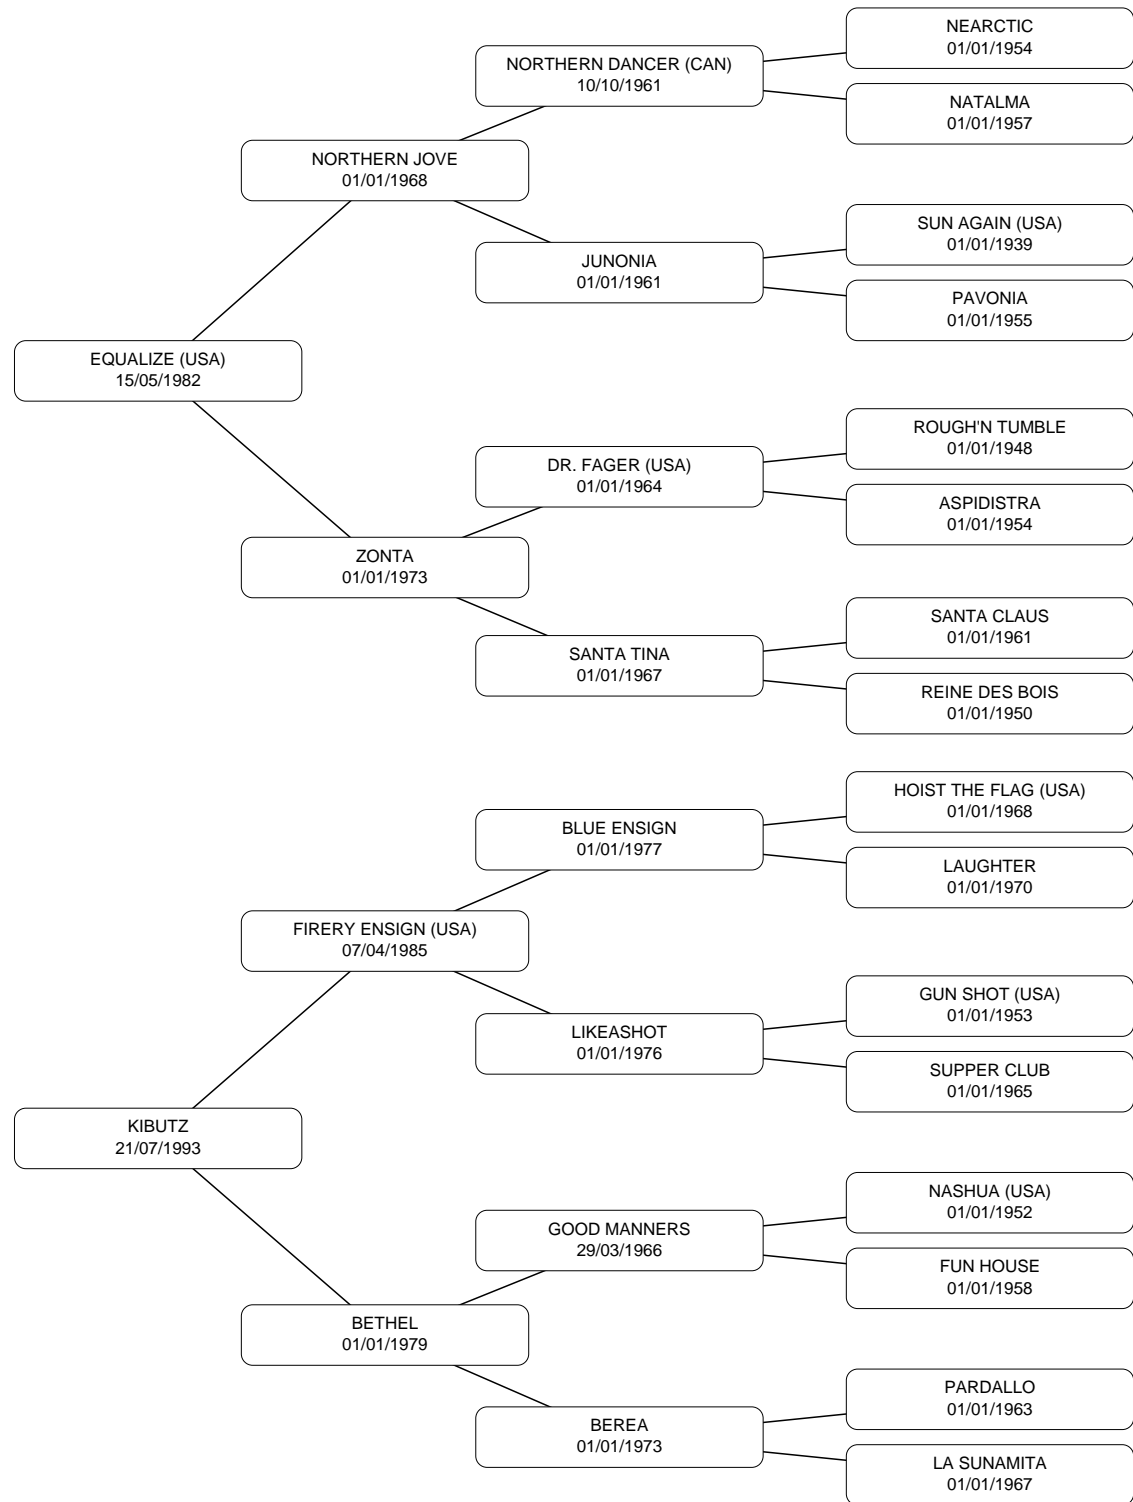 NEARCTIC
01/01/1954
NORTHERN DANCER (CAN)
10/10/1961
NATALMA
01/01/1957
NORTHERN JOVE
01/01/1968
SUN AGAIN (USA)
01/01/1939
JUNONIA
01/01/1961
PAVONIA
01/01/1955
EQUALIZE (USA)
15/05/1982
ROUGH'N TUMBLE
01/01/1948
DR. FAGER (USA)
01/01/1964
ASPIDISTRA
01/01/1954
ZONTA
01/01/1973
SANTA CLAUS
01/01/1961
SANTA TINA
01/01/1967
REINE DES BOIS
01/01/1950
HOIST THE FLAG (USA)
01/01/1968
BLUE ENSIGN
01/01/1977
LAUGHTER
01/01/1970
FIRERY ENSIGN (USA)
07/04/1985
GUN SHOT (USA)
01/01/1953
LIKEASHOT
01/01/1976
SUPPER CLUB
01/01/1965
KIBUTZ
21/07/1993
NASHUA (USA)
01/01/1952
GOOD MANNERS
29/03/1966
FUN HOUSE
01/01/1958
BETHEL
01/01/1979
PARDALLO
01/01/1963
BEREA
01/01/1973
LA SUNAMITA
01/01/1967